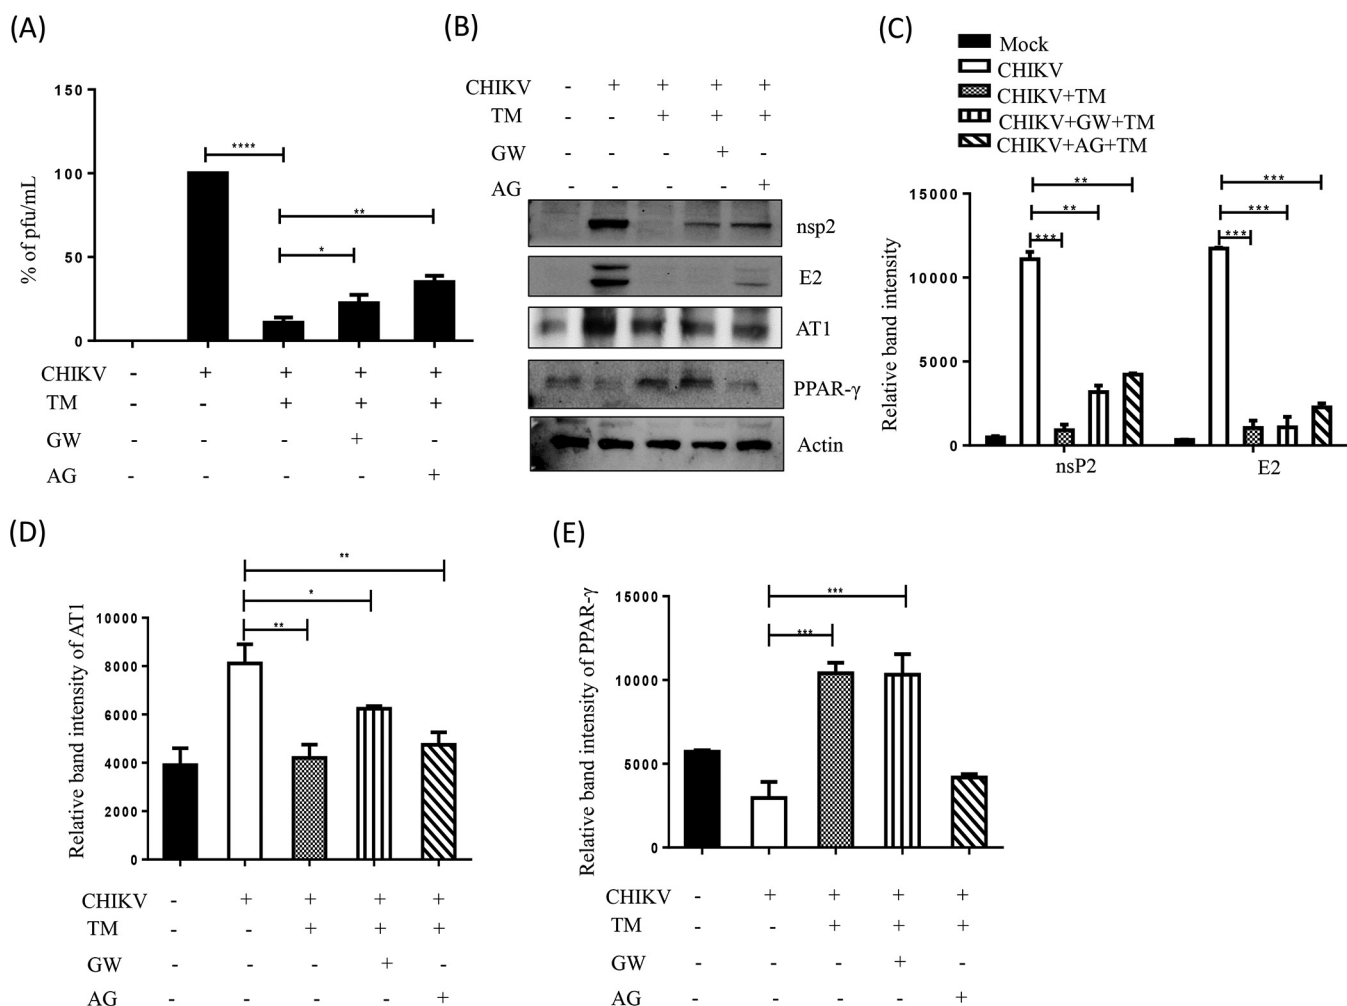 (A)
150
100
50
0
% of pfu/mL
****
**
*
CHIKV - + + + +
TM - - + + +
GW - - - + -
AG - - - - +
(B)
CHIKV - + + + +
TM - - + + +
GW - - - + -
AG - - - - +
nsp2
E2
AT1
PPAR-γ
Actin
(C)
Mock
CHIKV
CHIKV+TM
CHIKV+GW+TM
CHIKV+AG+TM
15000
10000
5000
0
Relative band intensity
** ***
** ***
*** ***
nsP2 E2
(D)
10000
8000
6000
4000
2000
0
Relative band intensity of AT1
**
*
**
CHIKV - + + + +
TM - - + + +
GW - - - + -
AG - - - - +
(E)
15000
10000
5000
0
Relative band intensity of PPAR-γ
***
***
CHIKV - + + + +
TM - - + + +
GW - - - + -
AG - - - - +